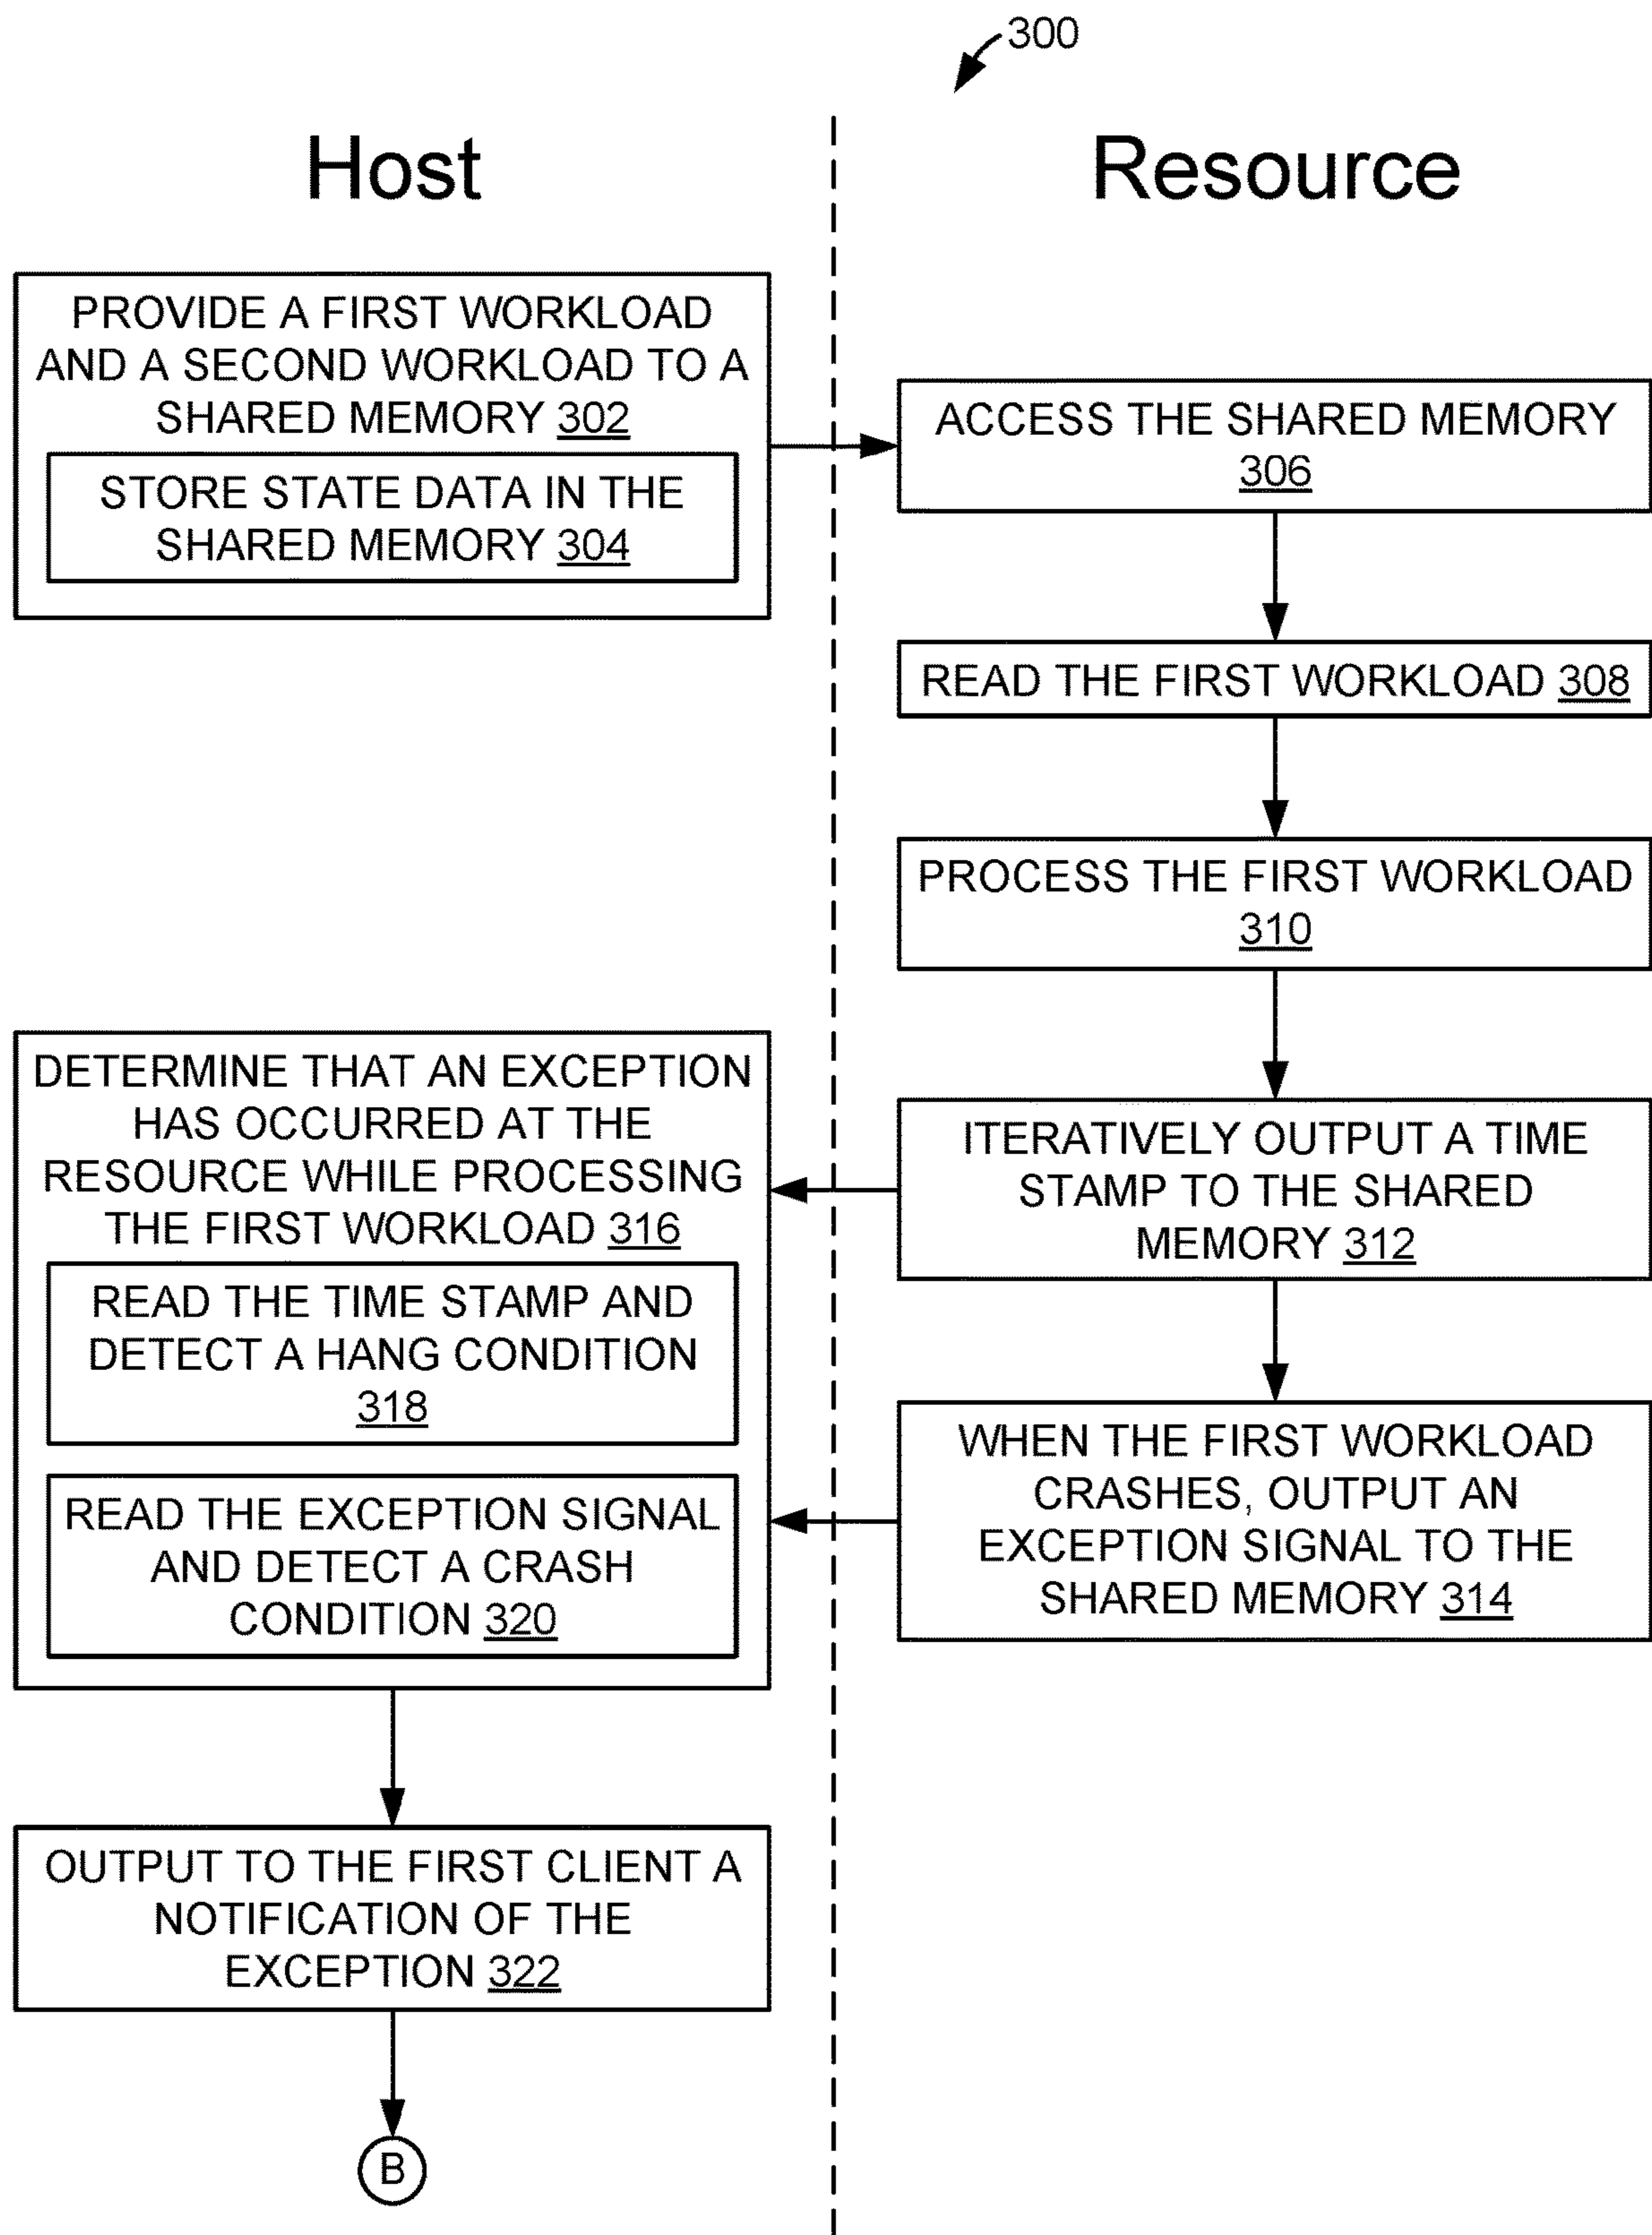 300
Host
Resource
PROVIDE A FIRST WORKLOAD
AND A SECOND WORKLOAD TO A
SHARED MEMORY 302
STORE STATE DATA IN THE
SHARED MEMORY 304
ACCESS THE SHARED MEMORY
306
READ THE FIRST WORKLOAD 308
PROCESS THE FIRST WORKLOAD
310
ITERATIVELY OUTPUT A TIME
STAMP TO THE SHARED
MEMORY 312
WHEN THE FIRST WORKLOAD
CRASHES, OUTPUT AN
EXCEPTION SIGNAL TO THE
SHARED MEMORY 314
DETERMINE THAT AN EXCEPTION
HAS OCCURRED AT THE
RESOURCE WHILE PROCESSING
THE FIRST WORKLOAD 316
READ THE TIME STAMP AND
DETECT A HANG CONDITION
318
READ THE EXCEPTION SIGNAL
AND DETECT A CRASH
CONDITION 320
OUTPUT TO THE FIRST CLIENT A
NOTIFICATION OF THE
EXCEPTION 322
B